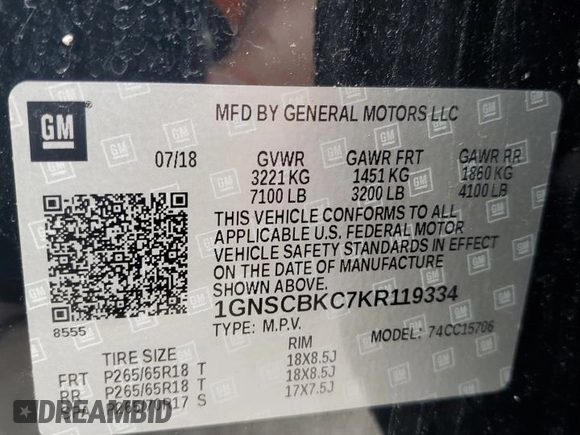 GM
MFD BY GENERAL MOTORS LLC
07/18 GVWR GAWR FRT GAWR RR
3221 KG 1451 KG 1860 KG
7100 LB 3200 LB 4100 LB
THIS VEHICLE CONFORMS TO ALL
APPLICABLE U.S. FEDERAL MOTOR
VEHICLE SAFETY STANDARDS IN EFFECT
ON THE DATE OF MANUFACTURE
SHOWN ABOVE.
8555
1GNSCBKC7KR119334
TYPE: M.P.V. MODEL: 74CC15706
TIRE SIZE RIM
FRT P265/65R18 T 18X8.5J
RR P265/65R18 T 18X8.5J
17 S 17X7.5J
DREAMBID